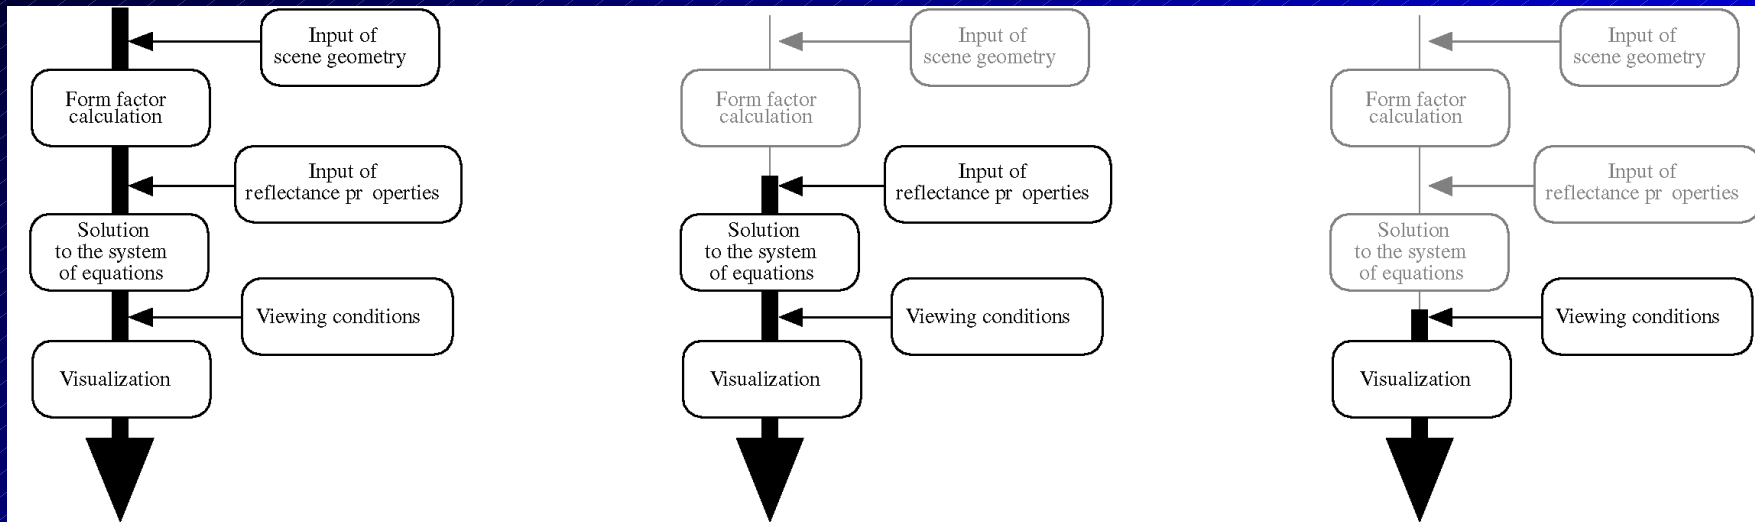 Input of
scene geometry
Form factor
calculation
Input of
reflectance pr operties
Solution
to the system
of equations
Viewing conditions
Visualization
Input of
scene geometry
Form factor
calculation
Input of
reflectance pr operties
Solution
to the system
of equations
Viewing conditions
Visualization
Input of
scene geometry
Form factor
calculation
Input of
reflectance pr operties
Solution
to the system
of equations
Viewing conditions
Visualization